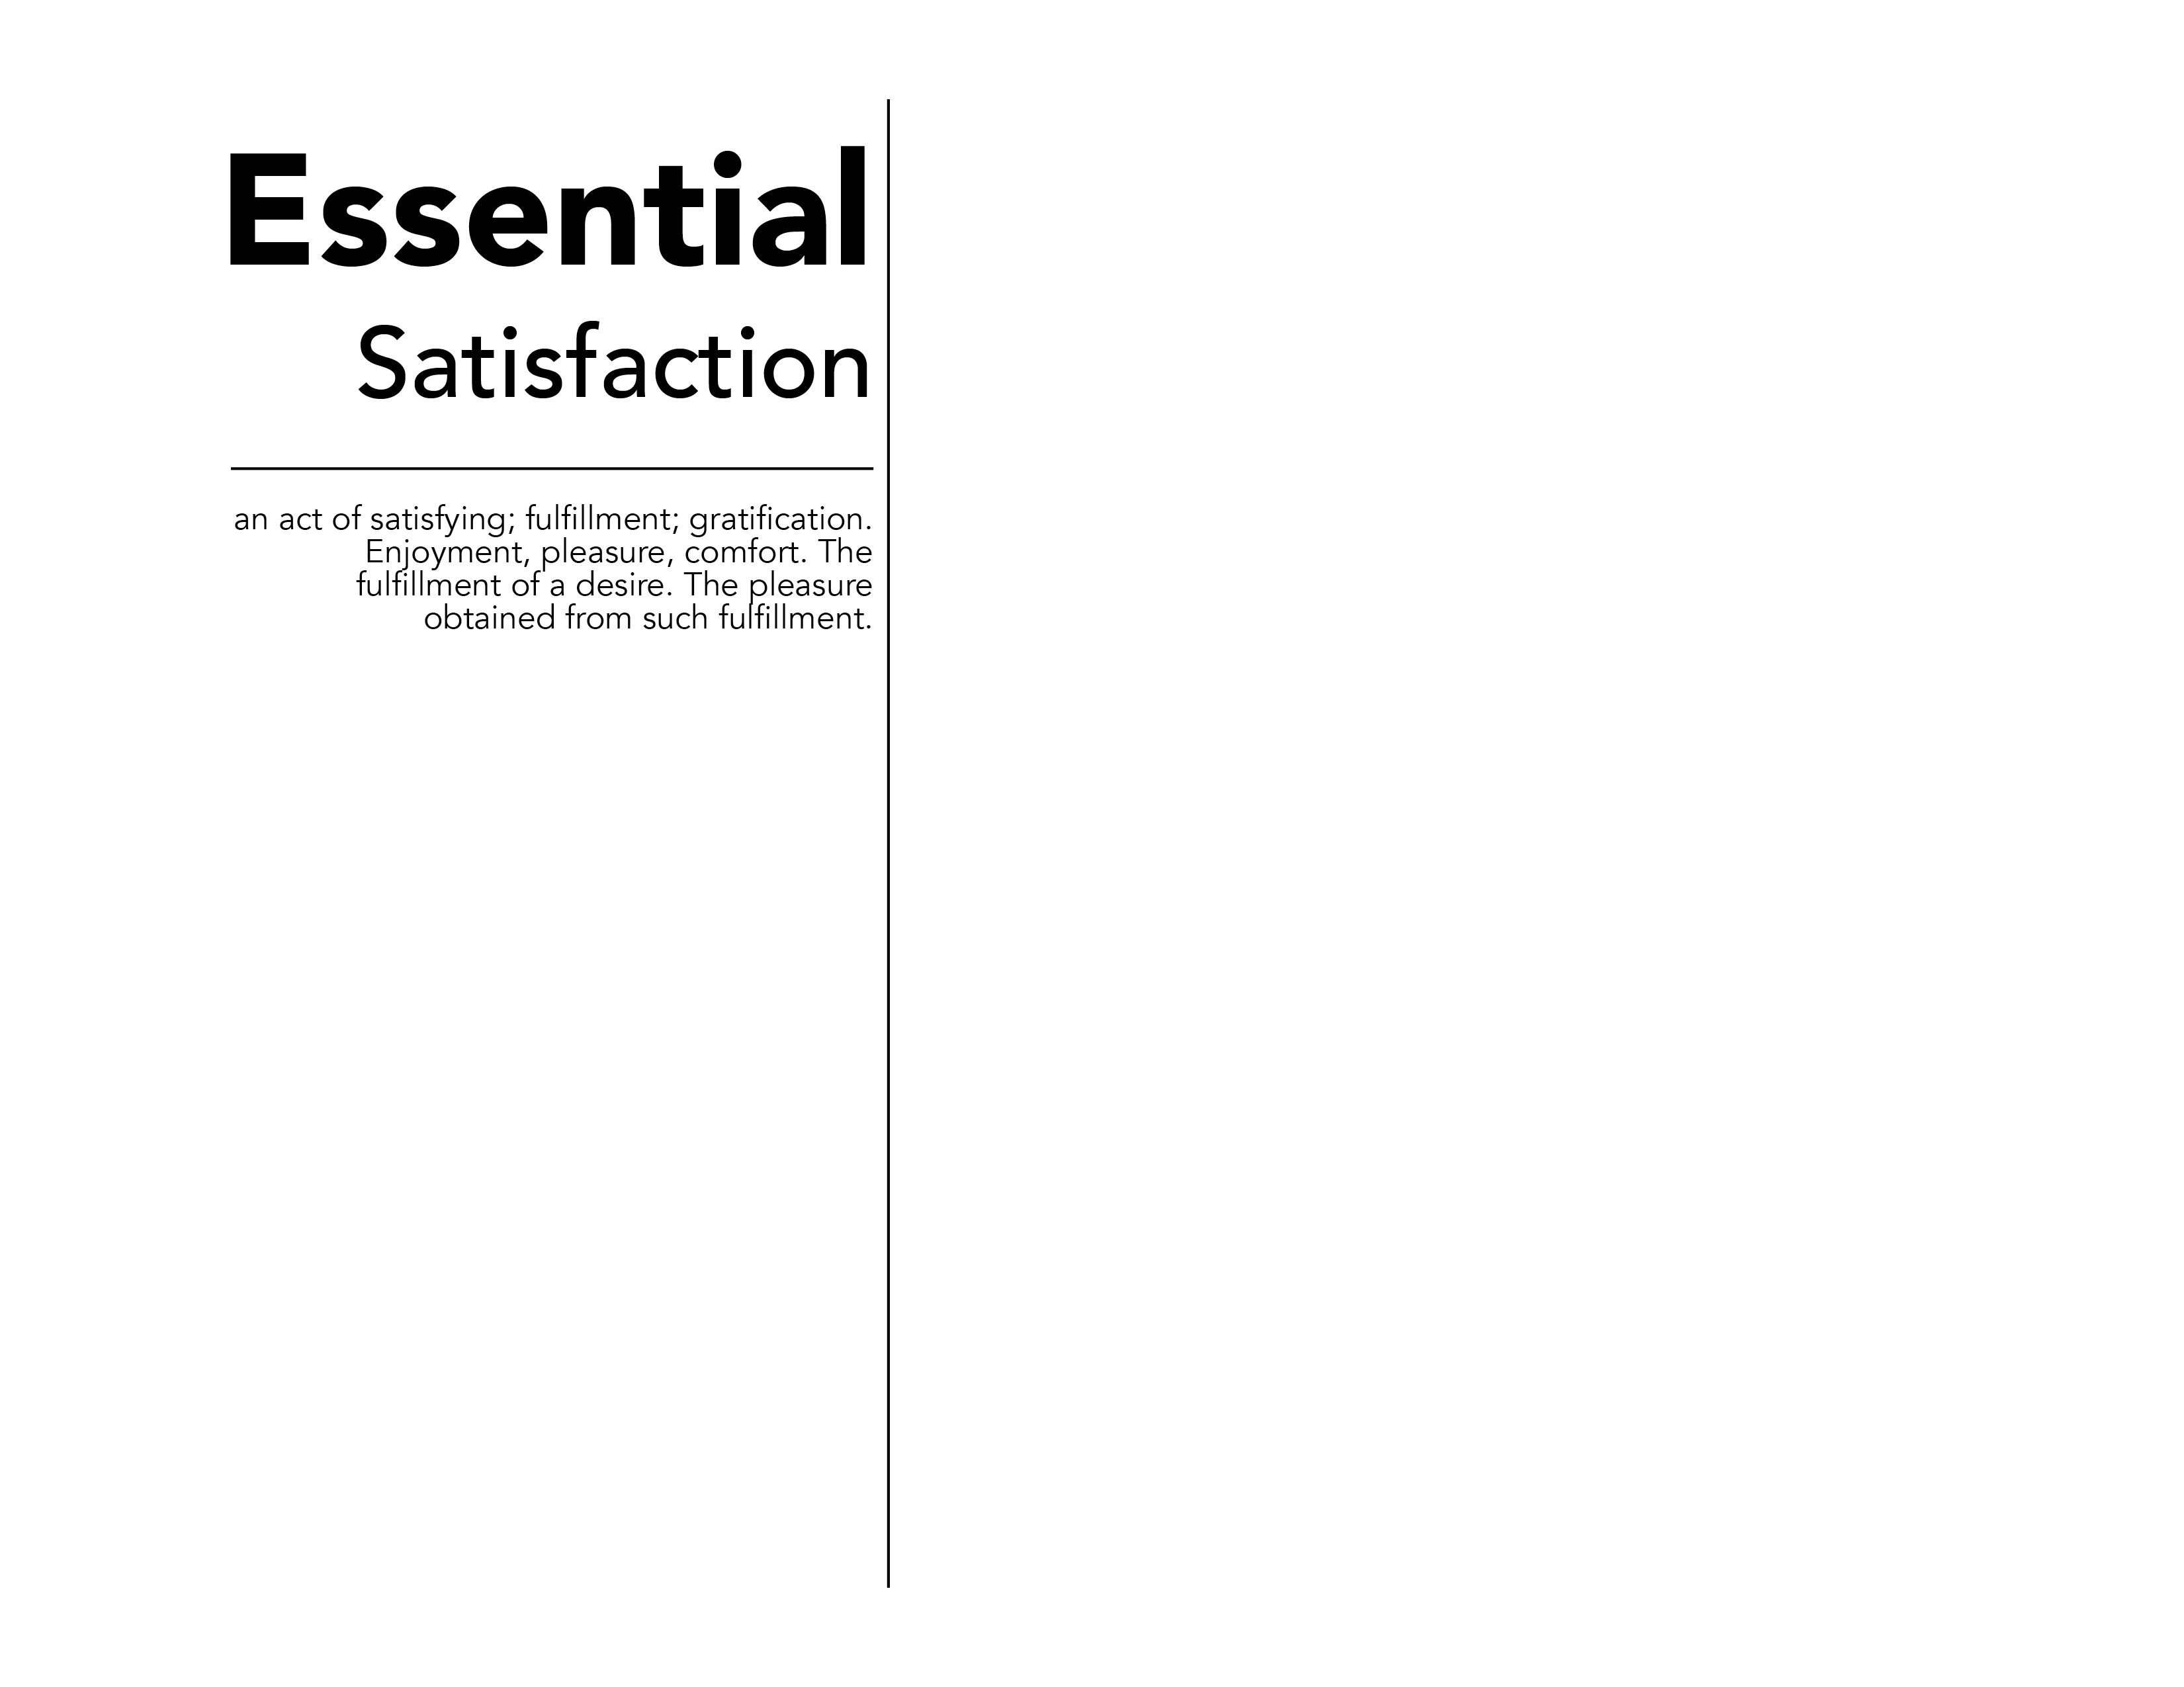 Essential
Satisfaction
an act of satisfying; fulfillment; gratification.
Enjoyment, pleasure, comfort. The
fulfillment of a desire. The pleasure
obtained from such fulfillment.